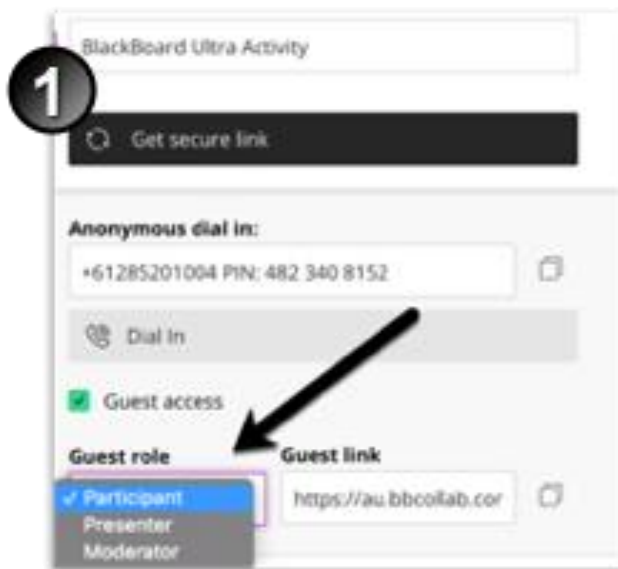 BlackBoard Ultra Activity
1
Get secure link
Anonymous dial in:
+61285201004 PIN: 482 340 8152
Dial In
Guest access
Guest role Guest link
✓ Participant https://au.bbcollab.cor
Presenter
Moderator